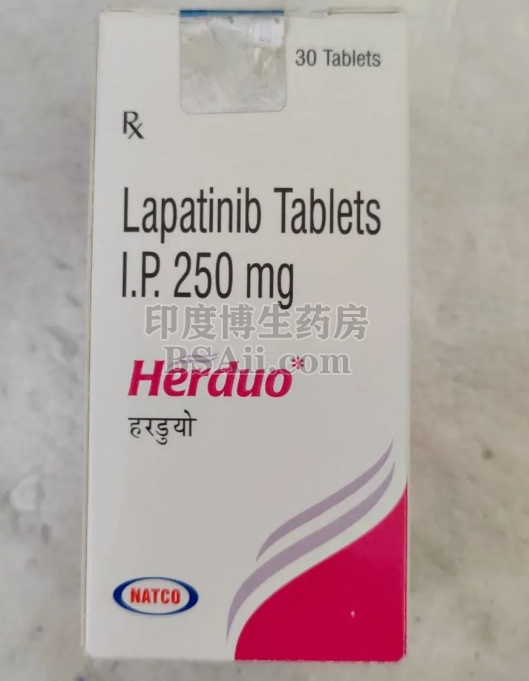 30 Tablets
Rx
Lapatinib Tablets
I.P. 250 mg
印度博生药房
BSAii.com
Herduo*
हरडुयो
NATCO